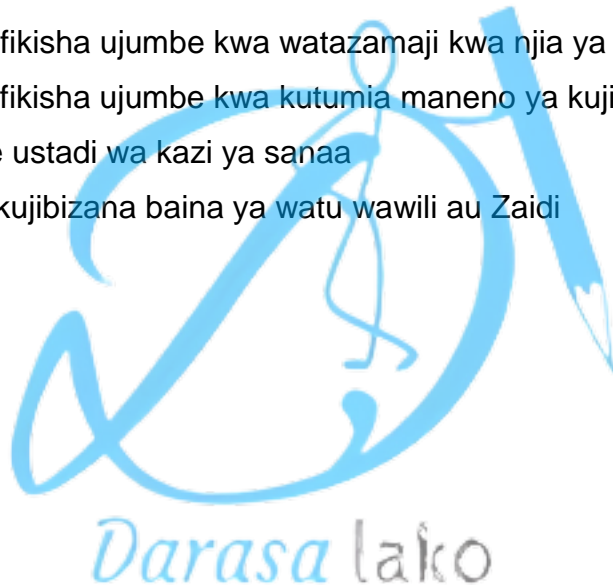 fikisha ujumbe kwa watazamaji kwa njia ya
fikisha ujumbe kwa kutumia maneno ya kuji
e ustadi wa kazi ya sanaa
kujibizana baina ya watu wawili au Zaidi
Darasa lako